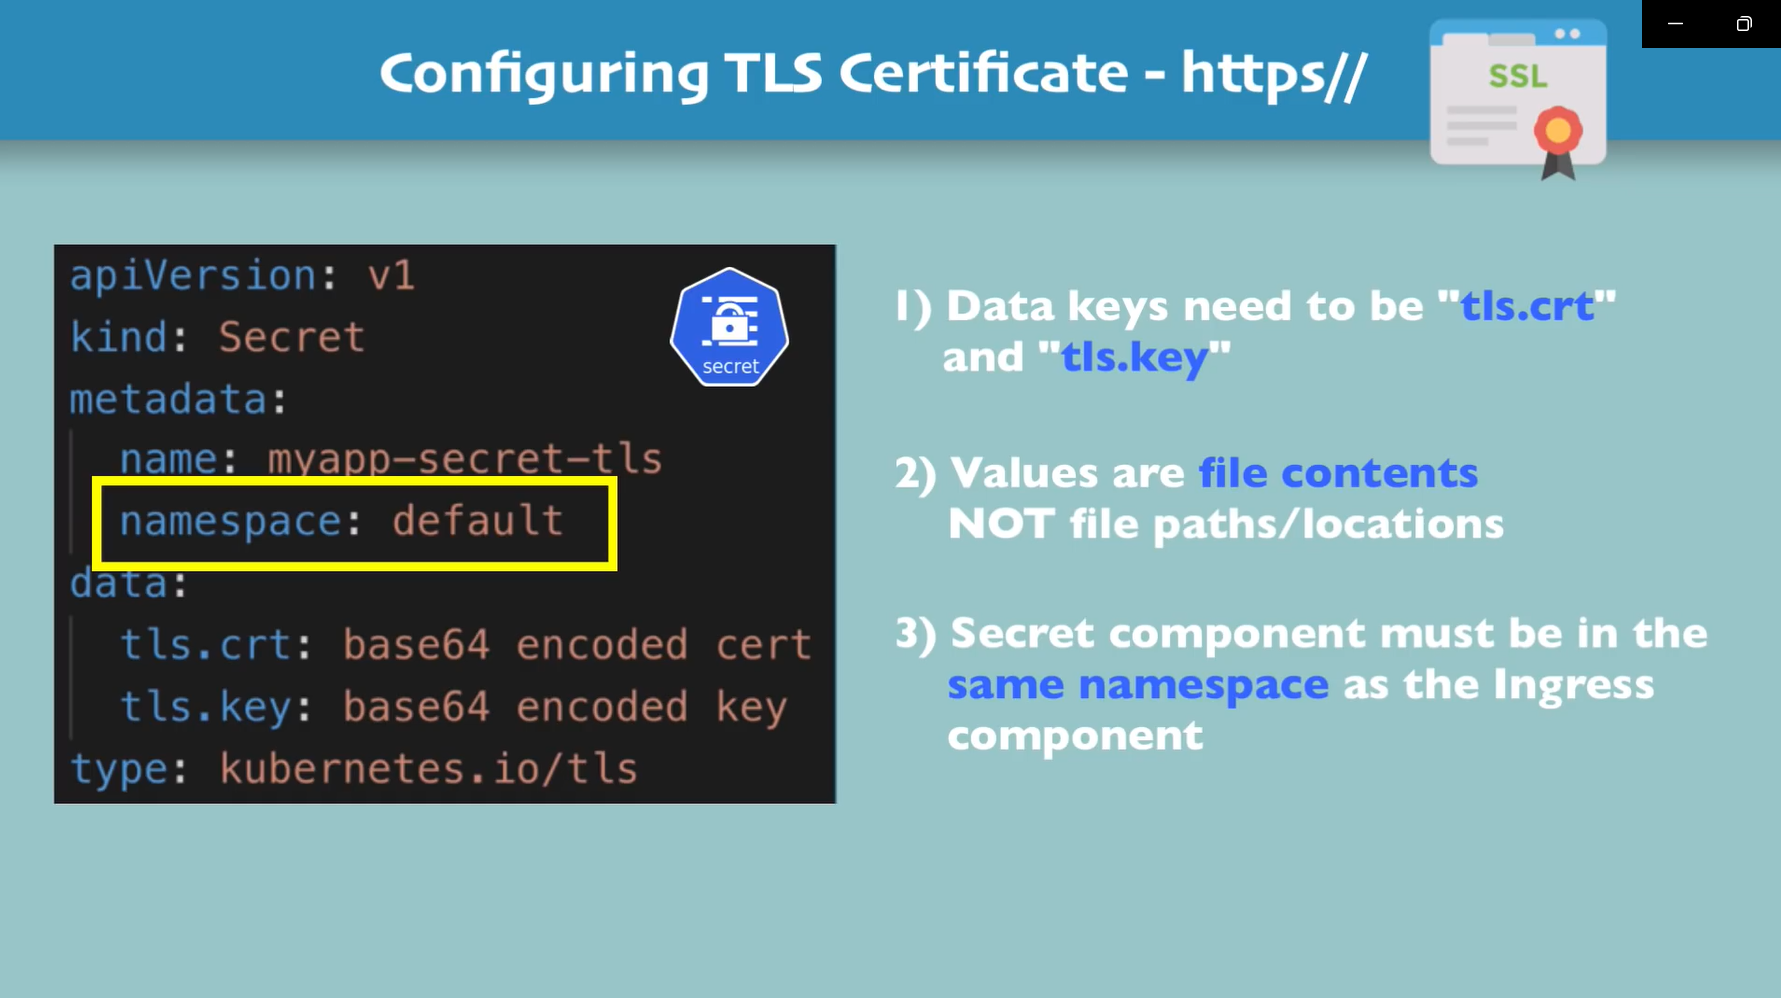 Configuring TLS Certificate - https//
SSL
apiVersion: v1
kind: Secret
metadata:
name: myapp-secret-tls
namespace: default
data:
tls.crt: base64 encoded cert
tls.key: base64 encoded key
type: kubernetes.io/tls
secret
1) Data keys need to be "tls.crt"
and "tls.key"
2) Values are file contents
NOT file paths/locations
3) Secret component must be in the
same namespace as the Ingress
component